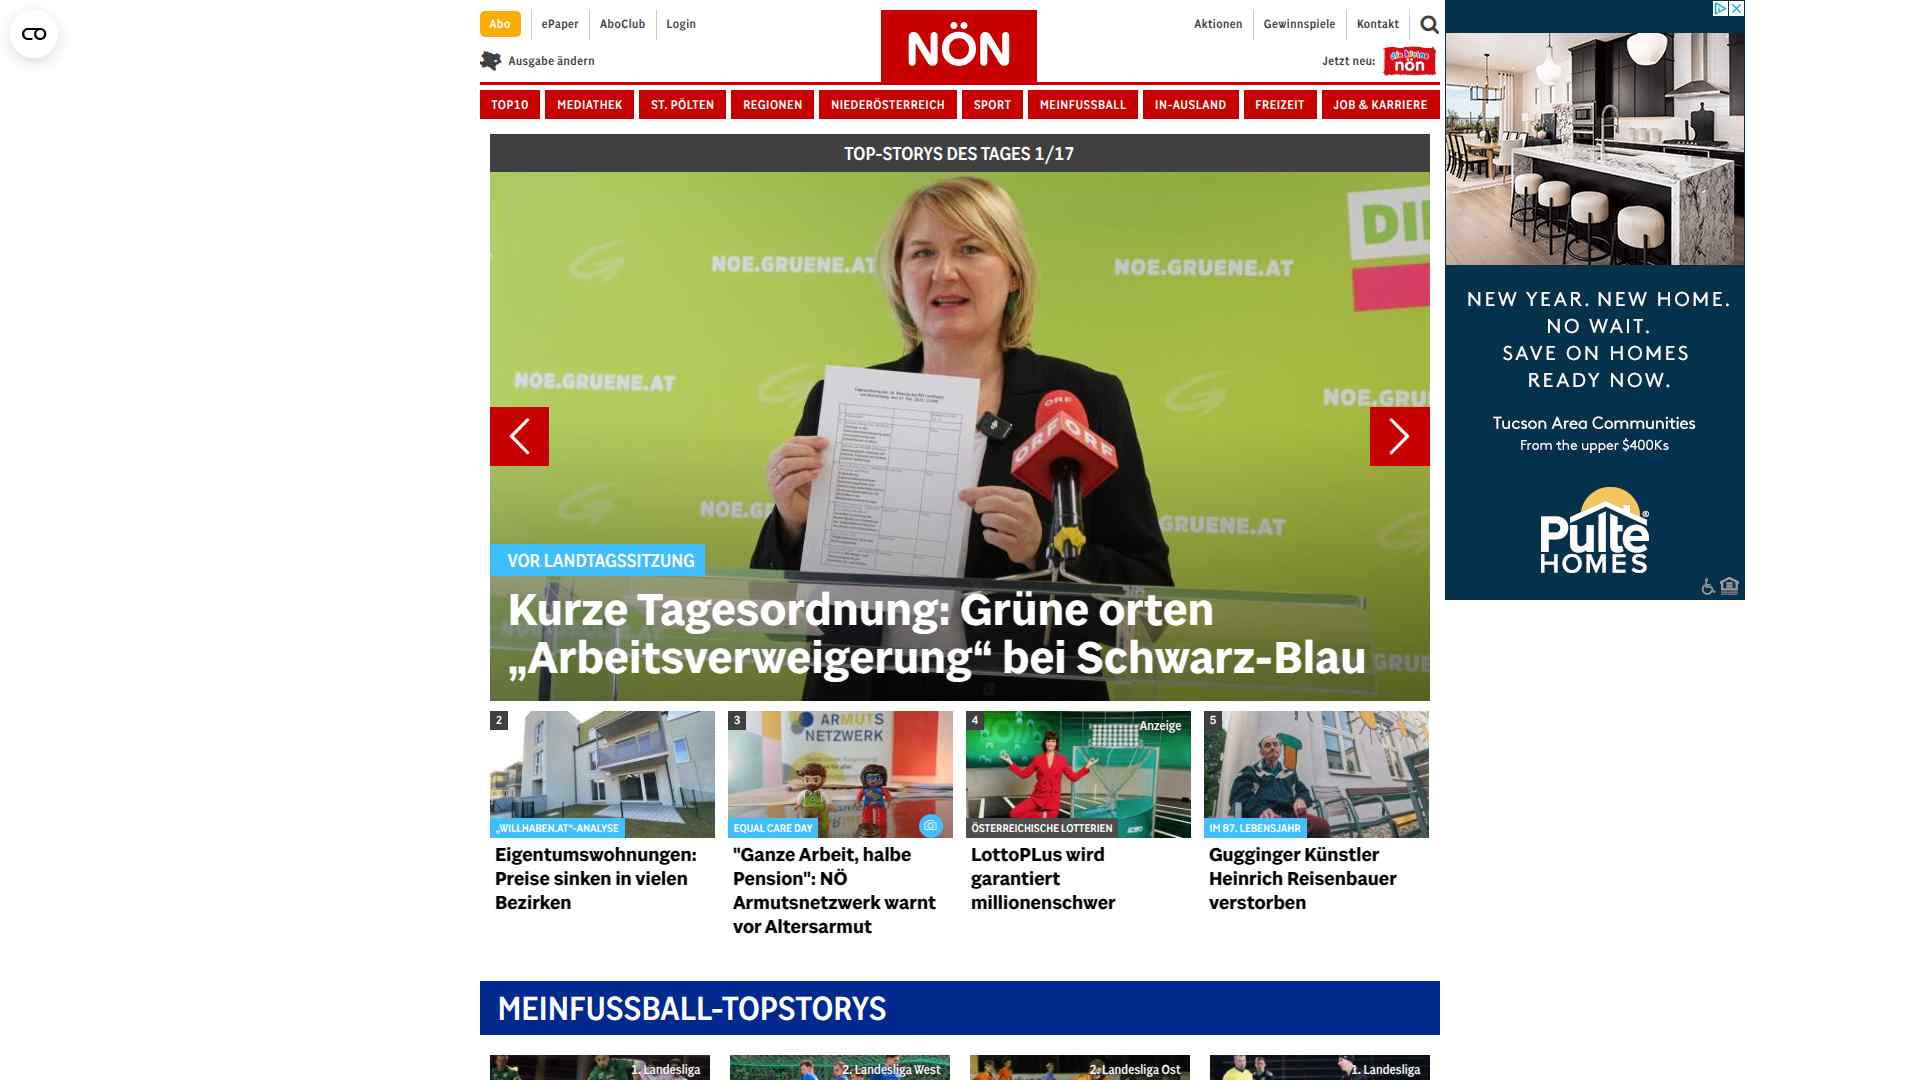 Abo
ePaper
AboClub
Login
Aktionen
Gewinnspiele
Kontakt
Ausgabe ändern
NÖN
Jetzt neu:
die kleine
nön
TOP10
MEDIATHEK
ST. PÖLTEN
REGIONEN
NIEDERÖSTERREICH
SPORT
MEINFUSSBALL
IN-AUSLAND
FREIZEIT
JOB & KARRIERE
TOP-STORYS DES TAGES 1/17
NOE.GRUENE.AT
NOE.GRUENE.AT
NOE.GRUENE.AT
NOE.GRUENE.AT
ORF
ORF
ORF
VOR LANDTAGSSITZUNG
Kurze Tagesordnung: Grüne orten
„Arbeitsverweigerung“ bei Schwarz-Blau
2
„WILLHABEN.AT“-ANALYSE
Eigentumswohnungen:
Preise sinken in vielen
Bezirken
3
ARMUTS
NETZWERK
EQUAL CARE DAY
"Ganze Arbeit, halbe
Pension": NÖ
Armutsnetzwerk warnt
vor Altersarmut
4
Anzeige
ÖSTERREICHISCHE LOTTERIEN
LottoPLus wird
garantiert
millionenschwer
5
IM 87. LEBENSJAHR
Gugginger Künstler
Heinrich Reisenbauer
verstorben
MEINFUSSBALL-TOPSTORYS
1. Landesliga
2. Landesliga West
2. Landesliga Ost
1. Landesliga
NEW YEAR. NEW HOME.
NO WAIT.
SAVE ON HOMES
READY NOW.
Tucson Area Communities
From the upper $400Ks
Pulte®
HOMES